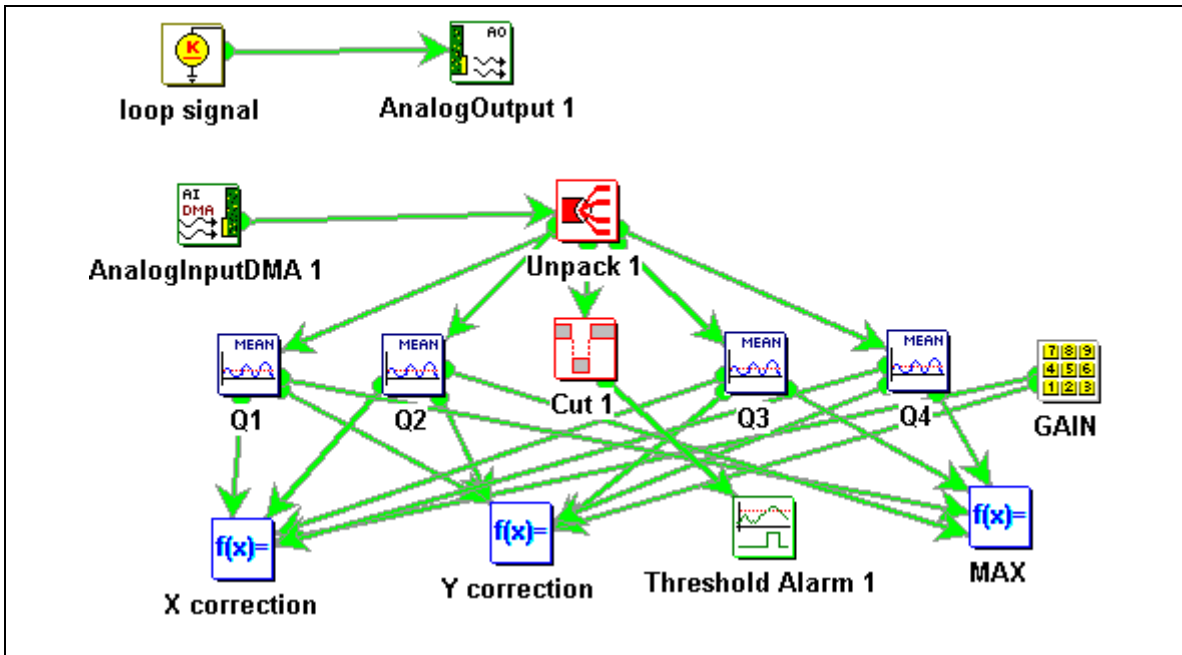 K
AO
loop signal
AnalogOutput 1
AI
DMA
AnalogInputDMA 1
Unpack 1
MEAN
MEAN
MEAN
MEAN
7 8 9
4 5 6
1 2 3
Q1
Q2
Cut 1
Q3
Q4
GAIN
f(x)=
f(x)=
f(x)=
X correction
Y correction
Threshold Alarm 1
MAX